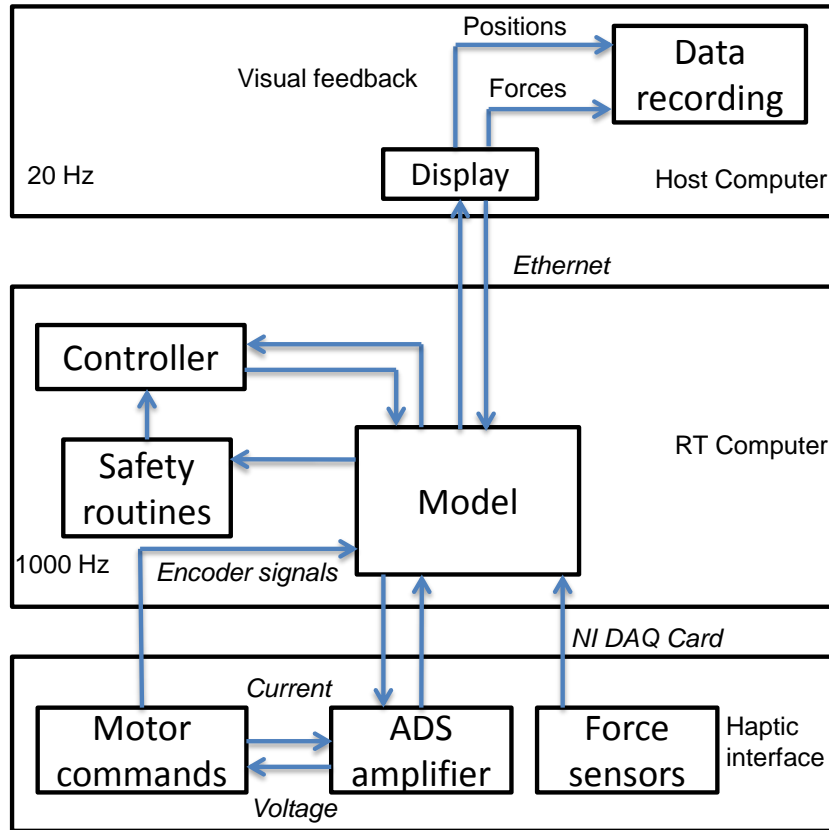 Positions
Data
recording
Visual feedback
Forces
Display
20 Hz
Host Computer
Ethernet
Controller
RT Computer
Safety
routines
Model
1000 Hz
Encoder signals
NI DAQ Card
Current
Motor
commands
ADS
amplifier
Force
sensors
Haptic
interface
Voltage